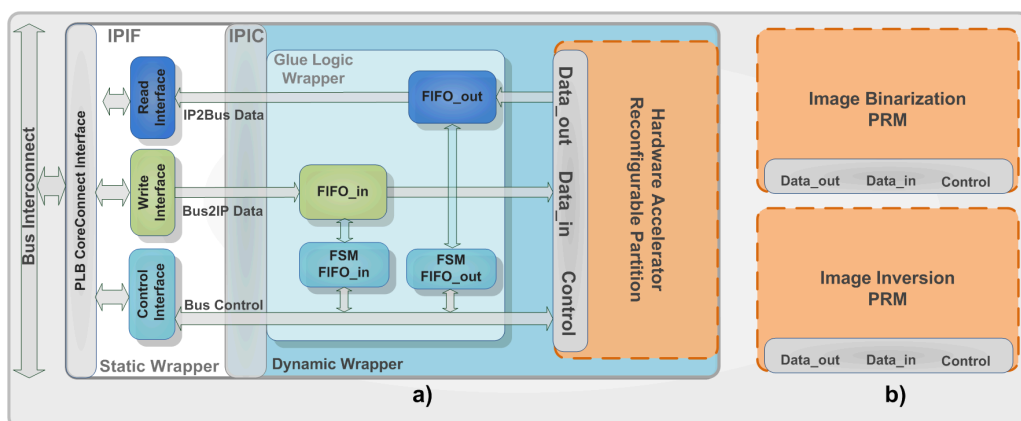 IPIF
IPIC
Glue Logic
Wrapper
Bus Interconnect
PLB CoreConnect Interface
Read
Interface
FIFO_out
IP2Bus Data
Data_out
Write
Interface
FIFO_in
Data_in
Bus2IP Data
FSM
FIFO_in
FSM
FIFO_out
Control
Interface
Bus Control
Control
Hardware Accelerator
Reconfigurable Partition
Static Wrapper
Dynamic Wrapper
a)
Image Binarization
PRM
Data_out Data_in Control
Image Inversion
PRM
Data_out Data_in Control
b)